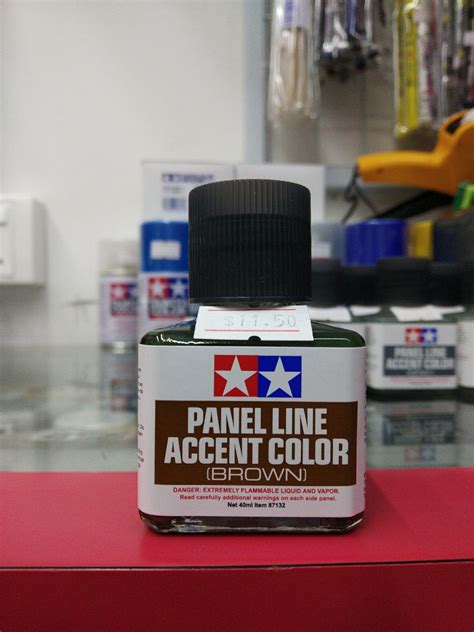 $11.50
PANEL LINE
ACCENT COLOR
(BROWN)
DANGER: EXTREMELY FLAMMABLE LIQUID AND VAPOR.
Read carefully additional warnings on each side panel.
Net 40ml Item 87132
PANEL LINE
ACCENT COLOR